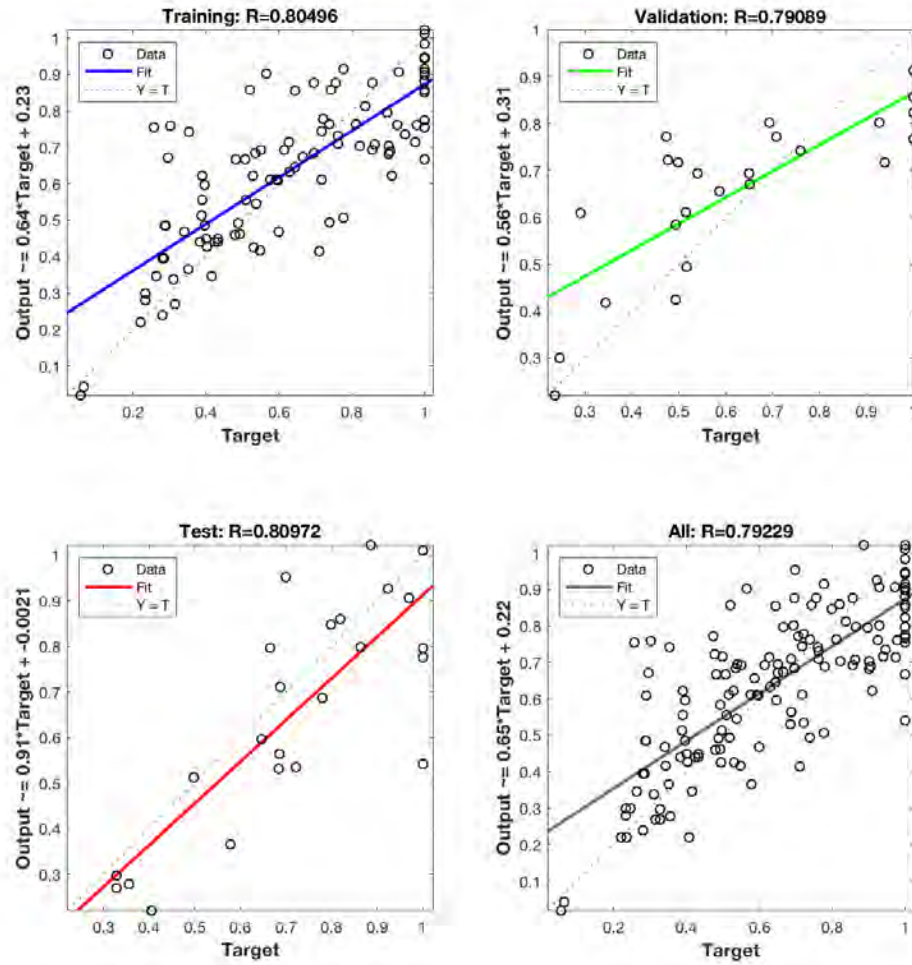 Training: R=0.80496
Data
Fit
Y = T
Output ~= 0.64*Target + 0.23
1
0.9
0.8
0.7
0.6
0.5
0.4
0.3
0.2
0.1
0.2 0.4 0.6 0.8 1
Target
Validation: R=0.79089
Data
Fit
Y = T
Output ~= 0.56*Target + 0.31
1
0.9
0.8
0.7
0.6
0.5
0.4
0.3
0.3 0.4 0.5 0.6 0.7 0.8 0.9 1
Target
Test: R=0.80972
Data
Fit
Y = T
Output ~= 0.91*Target + -0.0021
1
0.9
0.8
0.7
0.6
0.5
0.4
0.3
0.3 0.4 0.5 0.6 0.7 0.8 0.9 1
Target
All: R=0.79229
Data
Fit
Y = T
Output ~= 0.65*Target + 0.22
1
0.9
0.8
0.7
0.6
0.5
0.4
0.3
0.2
0.1
0.2 0.4 0.6 0.8 1
Target